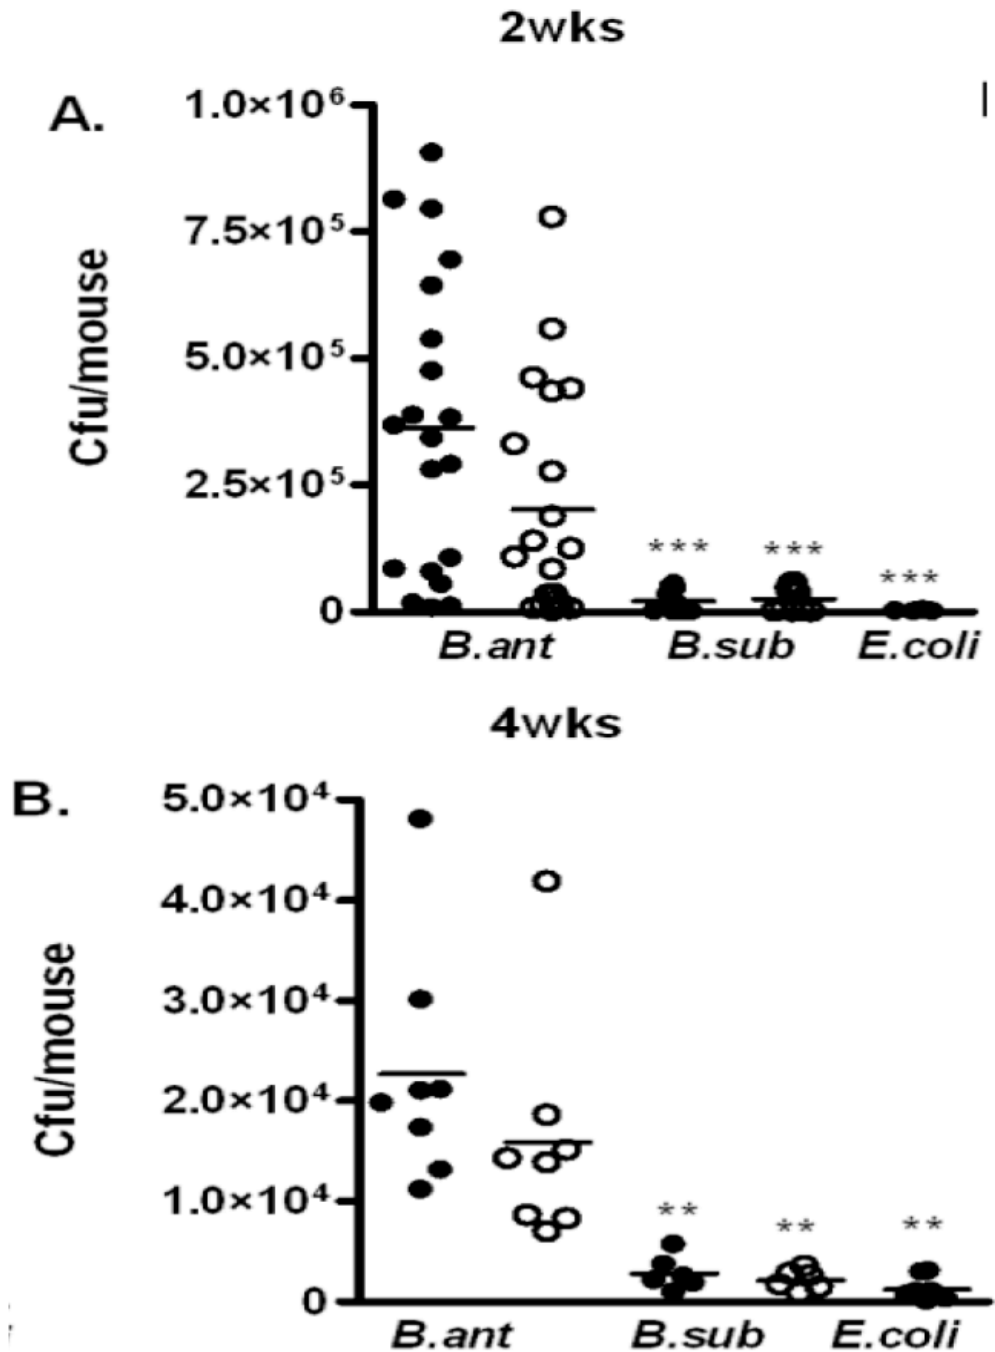 2wks
A.
1.0×10⁶
7.5×10⁵
5.0×10⁵
2.5×10⁵
0
Cfu/mouse
*** *** ***
B.ant B.sub E.coli
4wks
B.
5.0×10⁴
4.0×10⁴
3.0×10⁴
2.0×10⁴
1.0×10⁴
0
Cfu/mouse
** ** **
B.ant B.sub E.coli